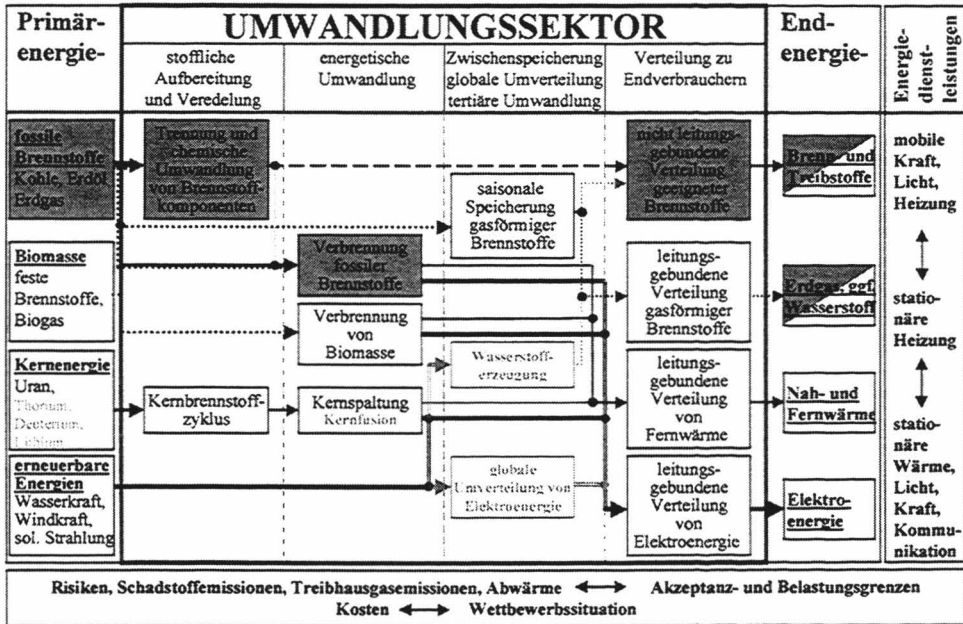 Primär-
energie-
UMWANDLUNGSSEKTOR
stoffliche
Aufbereitung
und Veredelung
energetische
Umwandlung
Zwischenspeicherung
globale Umverteilung
tertiäre Umwandlung
Verteilung zu
Endverbrauchern
End-
energie-
Energie-
dienst-
leistungen
fossile
Brennstoffe
Kohle, Erdöl,
Erdgas
Trennung und
chemische
Umwandlung
von Brennstoff-
komponenten
nicht leitungs-
gebundene
Verteilung
geeigneter
Brennstoffe
Brenn- und
Treibstoffe
mobile
Kraft,
Licht,
Heizung
saisonale
Speicherung
gasförmiger
Brennstoffe
Biomasse
feste
Brennstoffe,
Biogas
Verbrennung
fossiler
Brennstoffe
leitungs-
gebundene
Verteilung
gasförmiger
Brennstoffe
Erdgas, ggf.
Wasserstoff
statio-
näre
Heizung
Verbrennung
von
Biomasse
Wasserstoff-
erzeugung
Kernenergie
Uran,
Thorium,
Deuterium,
Lithium
Kernbrennstoff-
zyklus
Kernspaltung
Kernfusion
leitungs-
gebundene
Verteilung
von
Fernwärme
Nah- und
Fernwärme
statio-
näre
Wärme,
Licht,
Kraft,
Kommu-
nikation
erneuerbare
Energien
Wasserkraft,
Windkraft,
sol. Strahlung
globale
Umverteilung von
Elektroenergie
leitungs-
gebundene
Verteilung
von
Elektroenergie
Elektro-
energie
Risiken, Schadstoffemissionen, Treibhausgasemissionen, Abwärme ↔ Akzeptanz- und Belastungsgrenzen
Kosten ↔ Wettbewerbssituation